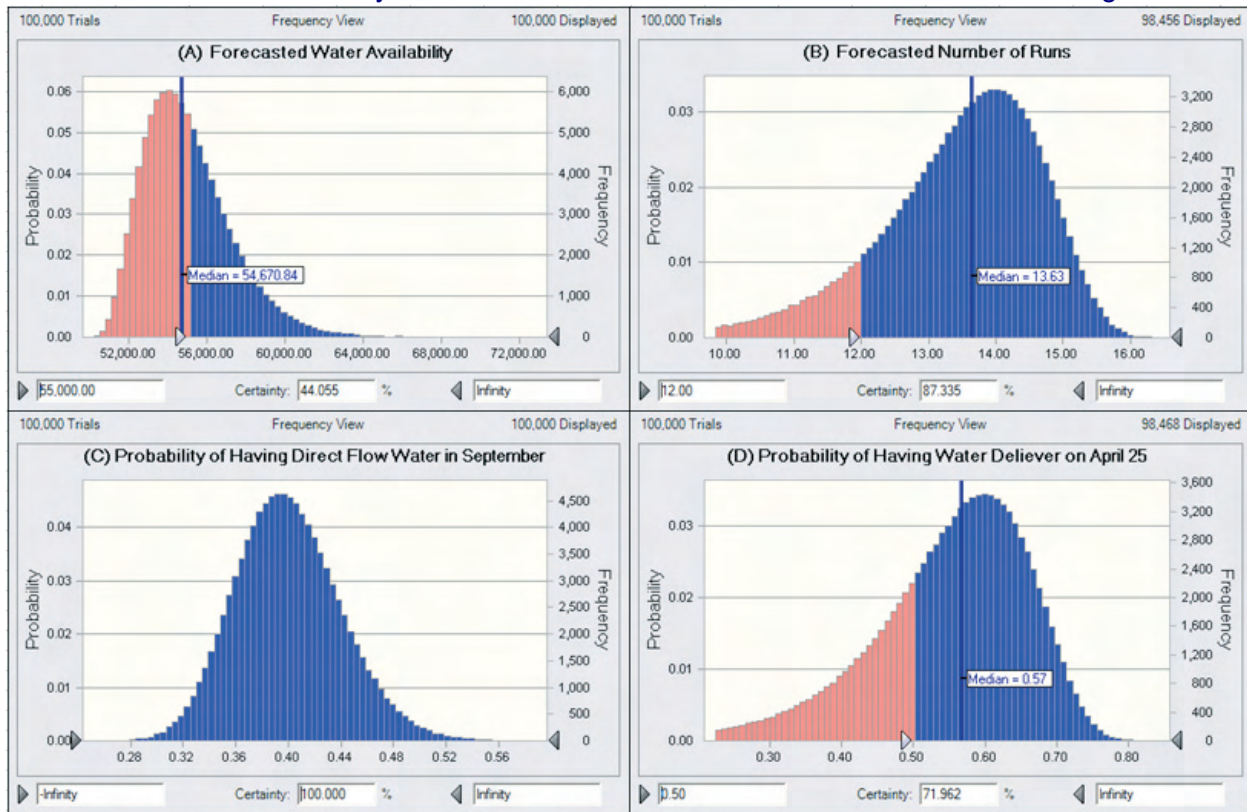 100,000 Trials Frequency View 100,000 Displayed
(A) Forecasted Water Availability
Probability
0.06
0.05
0.04
0.03
0.02
0.01
0.00
6,000
5,000
4,000
3,000
2,000
1,000
0
Frequency
Median = 54,670.84
52,000.00 56,000.00 60,000.00 64,000.00 68,000.00 72,000.00
55,000.00 Certainty: 44.055 % Infinity
100,000 Trials Frequency View 98,456 Displayed
(B) Forecasted Number of Runs
Probability
0.03
0.02
0.01
0.00
3,200
2,800
2,400
2,000
1,600
1,200
800
400
0
Frequency
Median = 13.63
10.00 11.00 12.00 13.00 14.00 15.00 16.00
12.00 Certainty: 87.335 % Infinity
100,000 Trials Frequency View 100,000 Displayed
(C) Probability of Having Direct Flow Water in September
Probability
0.04
0.03
0.02
0.01
0.00
4,500
4,000
3,500
3,000
2,500
2,000
1,500
1,000
500
0
Frequency
0.28 0.32 0.36 0.40 0.44 0.48 0.52 0.56
-Infinity Certainty: 100.000 % Infinity
100,000 Trials Frequency View 98,468 Displayed
(D) Probability of Having Water Deliever on April 25
Probability
0.03
0.02
0.01
0.00
3,600
3,200
2,800
2,400
2,000
1,600
1,200
800
400
0
Frequency
Median = 0.57
0.30 0.40 0.50 0.60 0.70 0.80
0.50 Certainty: 71.962 % Infinity